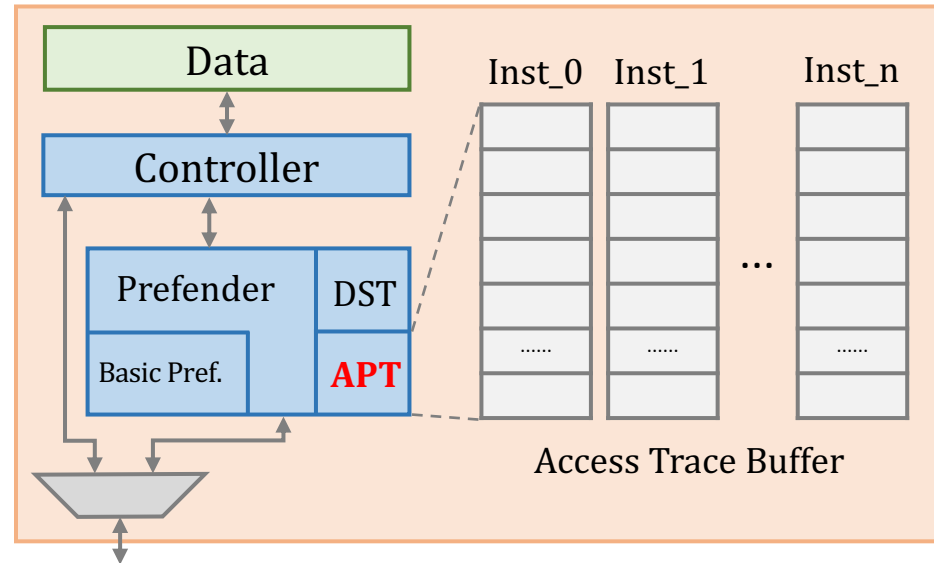 Data
Controller
Prefender
DST
Basic Pref.
APT
Inst_0 Inst_1 Inst_n
...
...... ...... ......
Access Trace Buffer